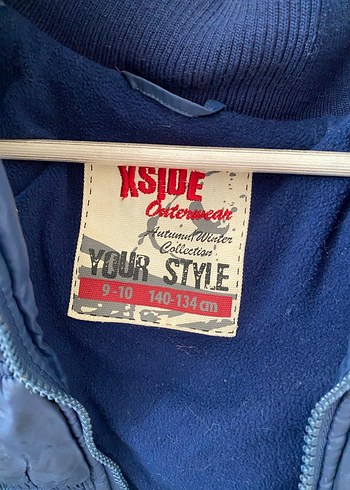 XSIDE
Outerwear
Autumn/Winter
Collection
YOUR STYLE
9-10 140-134 cm